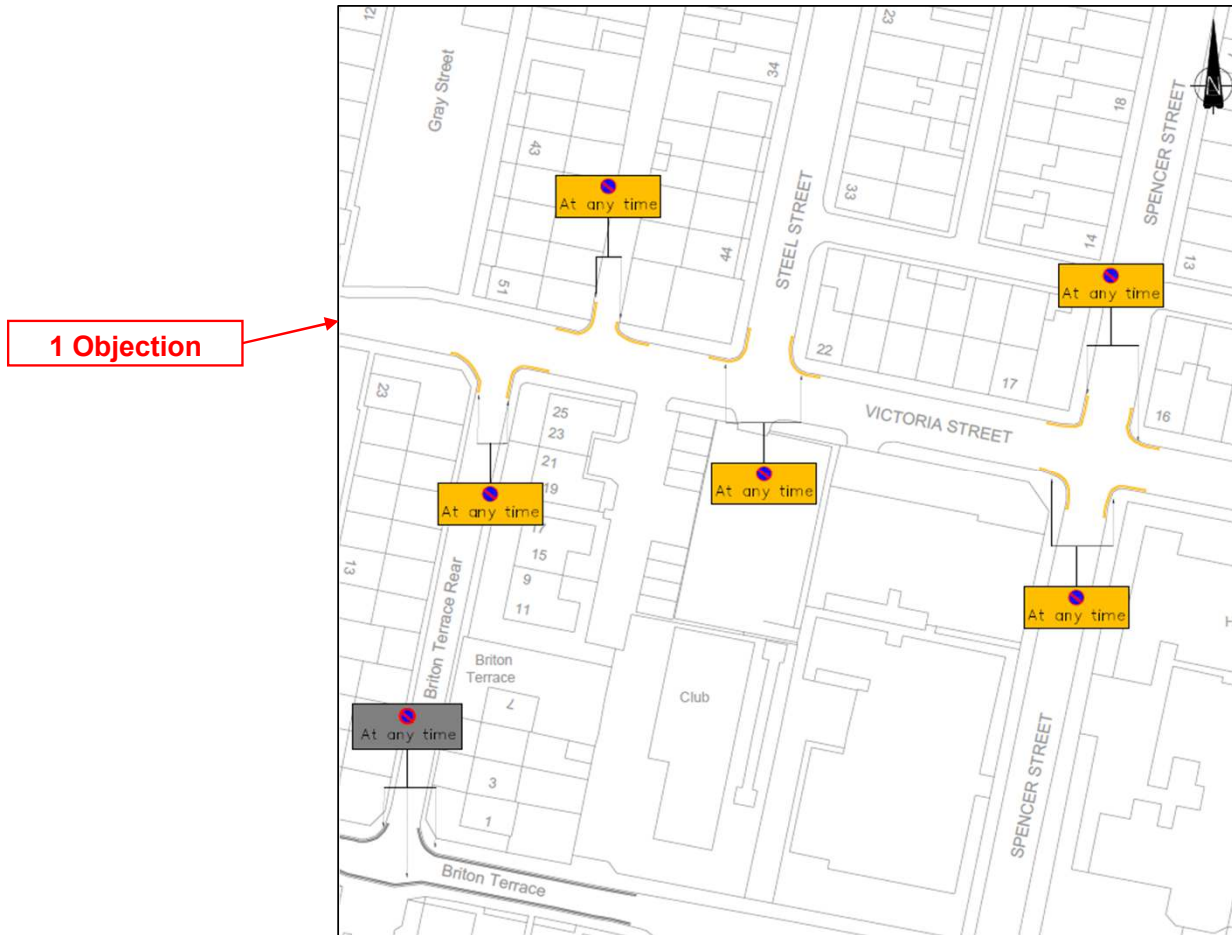 12
23
34
18
Gray Street
SPENCER STREET
N
43
At any time
33
STEEL STREET
44
14
13
51
At any time
1 Objection
22
17
16
23
25
23
21
19
17
15
9
11
VICTORIA STREET
At any time
At any time
13
At any time
Briton Terrace Rear
Briton
Terrace
7
Club
H
At any time
3
1
SPENCER STREET
Briton Terrace